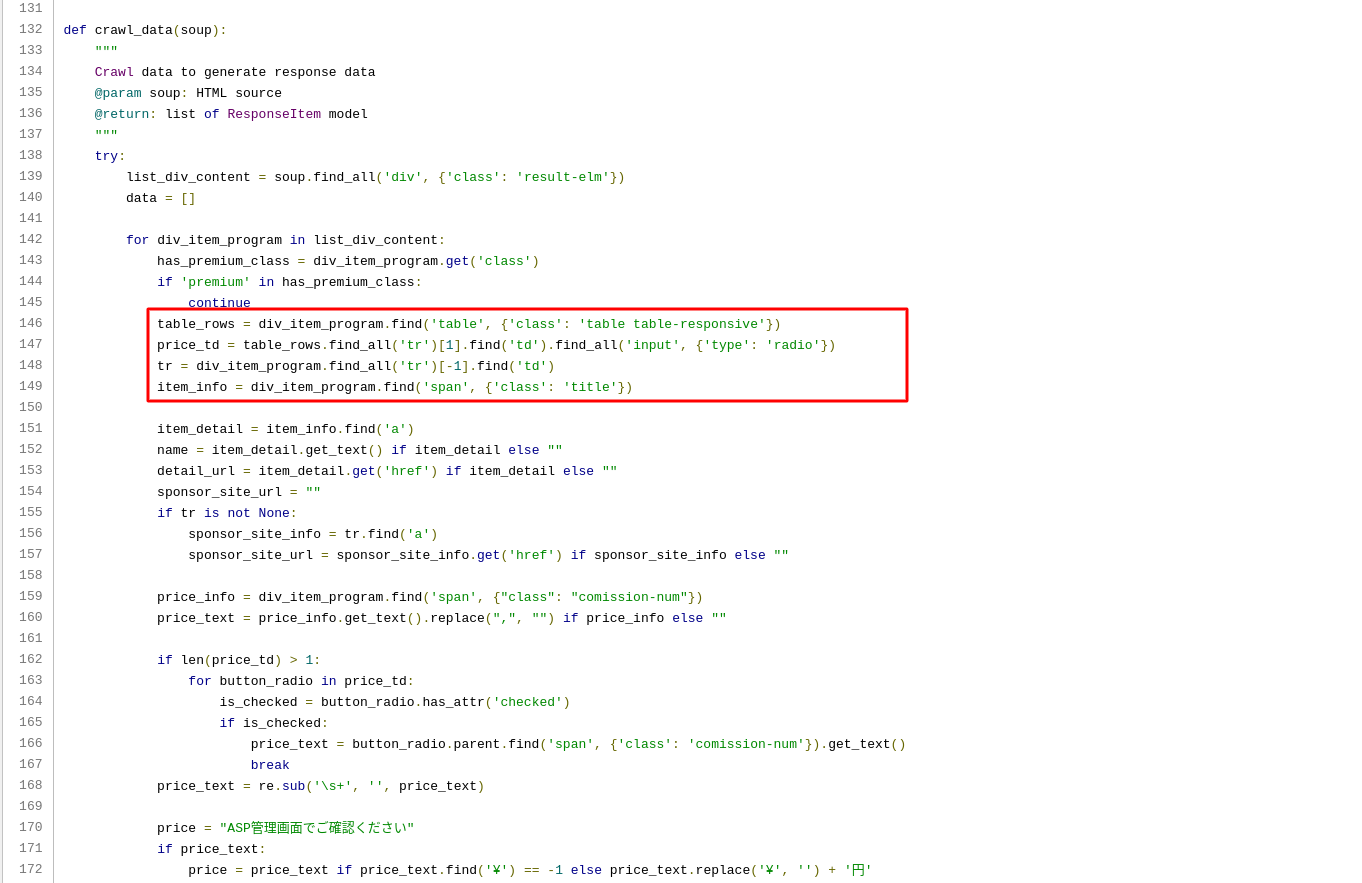 131
132 def crawl_data(soup):
133     """
134     Crawl data to generate response data
135     @param soup: HTML source
136     @return: list of ResponseItem model
137     """
138     try:
139         list_div_content = soup.find_all('div', {'class': 'result-elm'})
140         data = []
141
142         for div_item_program in list_div_content:
143             has_premium_class = div_item_program.get('class')
144             if 'premium' in has_premium_class:
145                 continue
146             table_rows = div_item_program.find('table', {'class': 'table table-responsive'})
147             price_td = table_rows.find_all('tr')[1].find('td').find_all('input', {'type': 'radio'})
148             tr = div_item_program.find_all('tr')[-1].find('td')
149             item_info = div_item_program.find('span', {'class': 'title'})
150
151             item_detail = item_info.find('a')
152             name = item_detail.get_text() if item_detail else ""
153             detail_url = item_detail.get('href') if item_detail else ""
154             sponsor_site_url = ""
155             if tr is not None:
156                 sponsor_site_info = tr.find('a')
157                 sponsor_site_url = sponsor_site_info.get('href') if sponsor_site_info else ""
158
159             price_info = div_item_program.find('span', {"class": "comission-num"})
160             price_text = price_info.get_text().replace(",", "") if price_info else ""
161
162             if len(price_td) > 1:
163                 for button_radio in price_td:
164                     is_checked = button_radio.has_attr('checked')
165                     if is_checked:
166                         price_text = button_radio.parent.find('span', {'class': 'comission-num'}).get_text()
167                         break
168             price_text = re.sub('\s+', '', price_text)
169
170             price = "ASP管理画面でご確認ください"
171             if price_text:
172                 price = price_text if price_text.find('¥') == -1 else price_text.replace('¥', '') + '円'